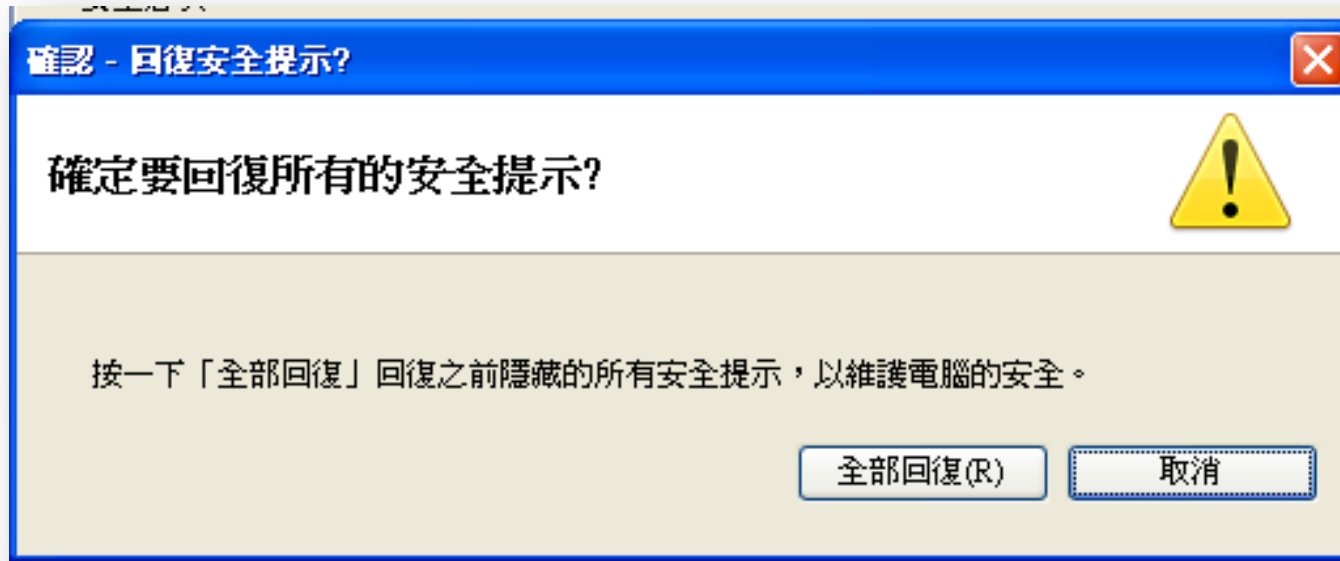 確認 - 回復安全提示?
確定要回復所有的安全提示?
按一下「全部回復」回復之前隱藏的所有安全提示,以維護電腦的安全。
全部回復(R)
取消